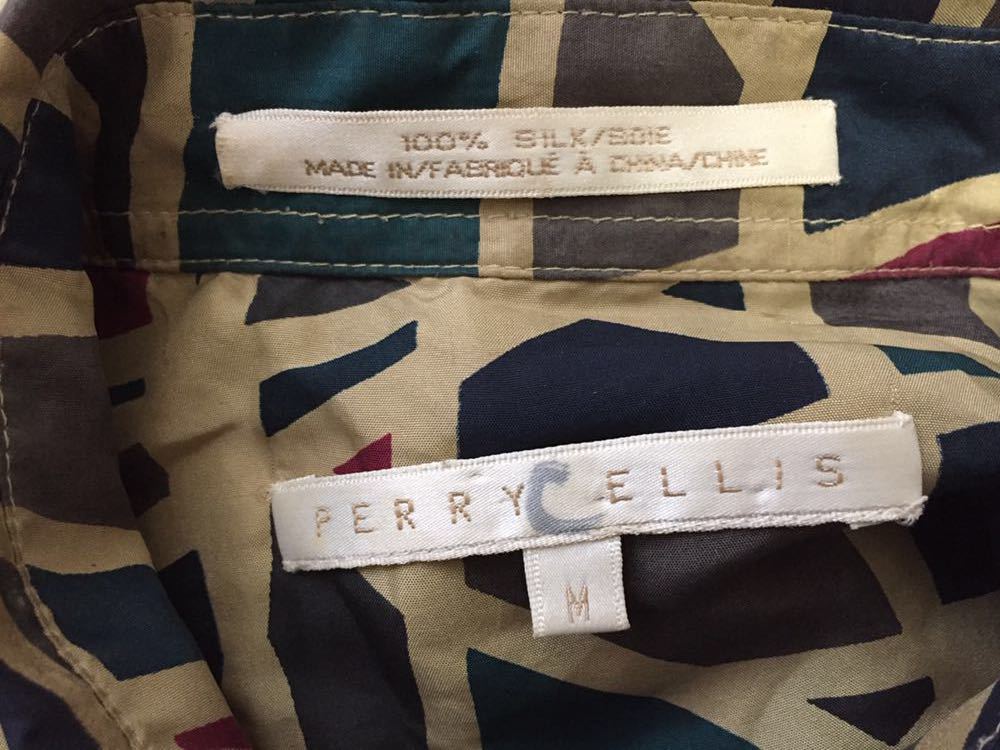 100% SILK/SOIE
MADE IN/FABRIQUÉ À CHINA/CHINE
PERRY C ELLIS
M